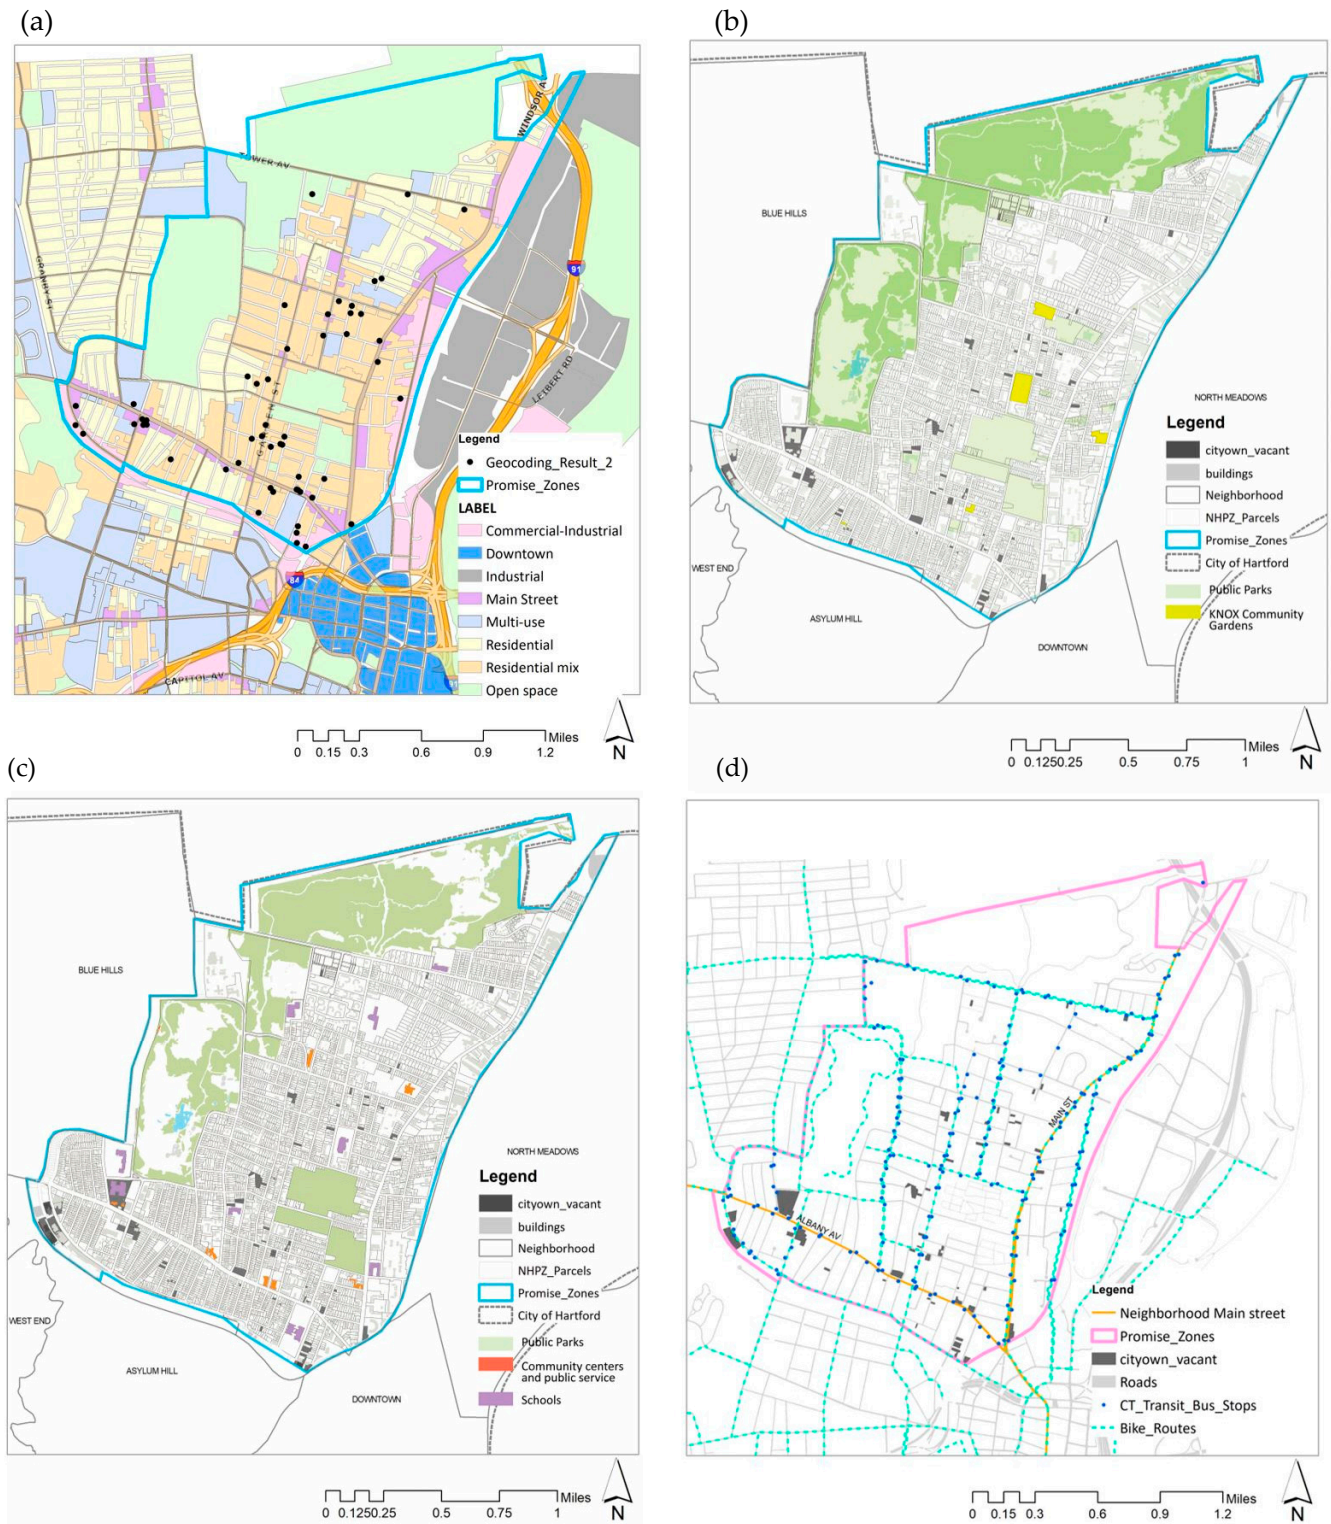 (a)
TOWER AV
WINDSOR A
GRANBY ST
GARDEN ST
91
LEIBERT RD
84
CAPITOL AV
Legend
Geocoding_Result_2
Promise_Zones
LABEL
Commercial-Industrial
Downtown
Industrial
Main Street
Multi-use
Residential
Residential mix
Open space
Miles
0 0.15 0.3 0.6 0.9 1.2
N
(b)
BLUE HILLS
NORTH MEADOWS
WEST END
ASYLUM HILL
DOWNTOWN
Legend
cityown_vacant
buildings
Neighborhood
NHPZ_Parcels
Promise_Zones
City of Hartford
Public Parks
KNOX Community
Gardens
Miles
0 0.1250.25 0.5 0.75 1
N
(c)
BLUE HILLS
NORTH MEADOWS
WEST END
ASYLUM HILL
DOWNTOWN
Legend
cityown_vacant
buildings
Neighborhood
NHPZ_Parcels
Promise_Zones
City of Hartford
Public Parks
Community centers
and public service
Schools
Miles
0 0.1250.25 0.5 0.75 1
N
(d)
MAIN ST
ALBANY AV
Legend
Neighborhood Main street
Promise_Zones
cityown_vacant
Roads
CT_Transit_Bus_Stops
Bike_Routes
Miles
0 0.15 0.3 0.6 0.9 1.2
N